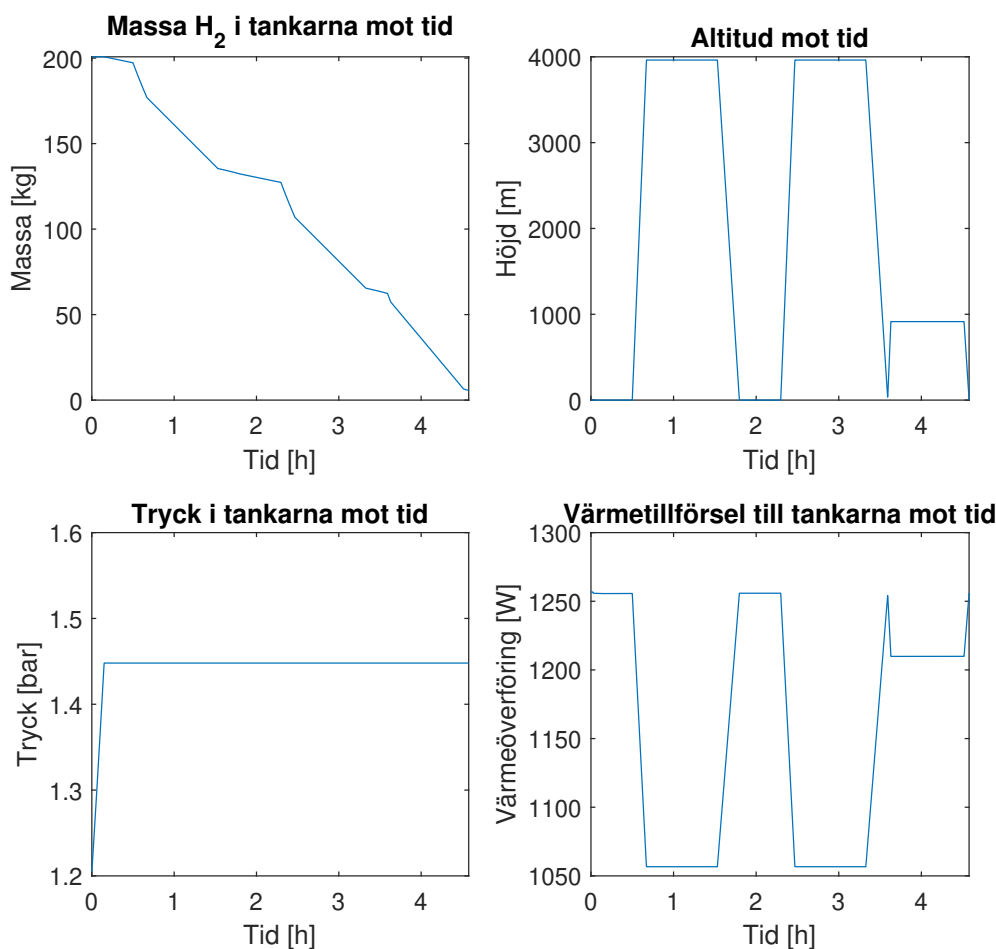 Massa H₂ i tankarna mot tid
200
150
100
50
0
0 1 2 3 4
Massa [kg]
Tid [h]
Altitud mot tid
4000
3000
2000
1000
0
0 1 2 3 4
Höjd [m]
Tid [h]
Tryck i tankarna mot tid
1.6
1.5
1.4
1.3
1.2
0 1 2 3 4
Tryck [bar]
Tid [h]
Värmetillförsel till tankarna mot tid
1300
1250
1200
1150
1100
1050
0 1 2 3 4
Värmeöverföring [W]
Tid [h]